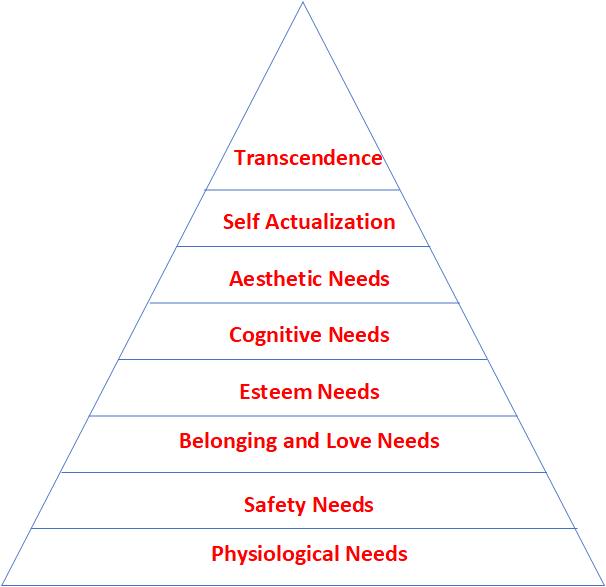 Transcendence
Self Actualization
Aesthetic Needs
Cognitive Needs
Esteem Needs
Belonging and Love Needs
Safety Needs
Physiological Needs